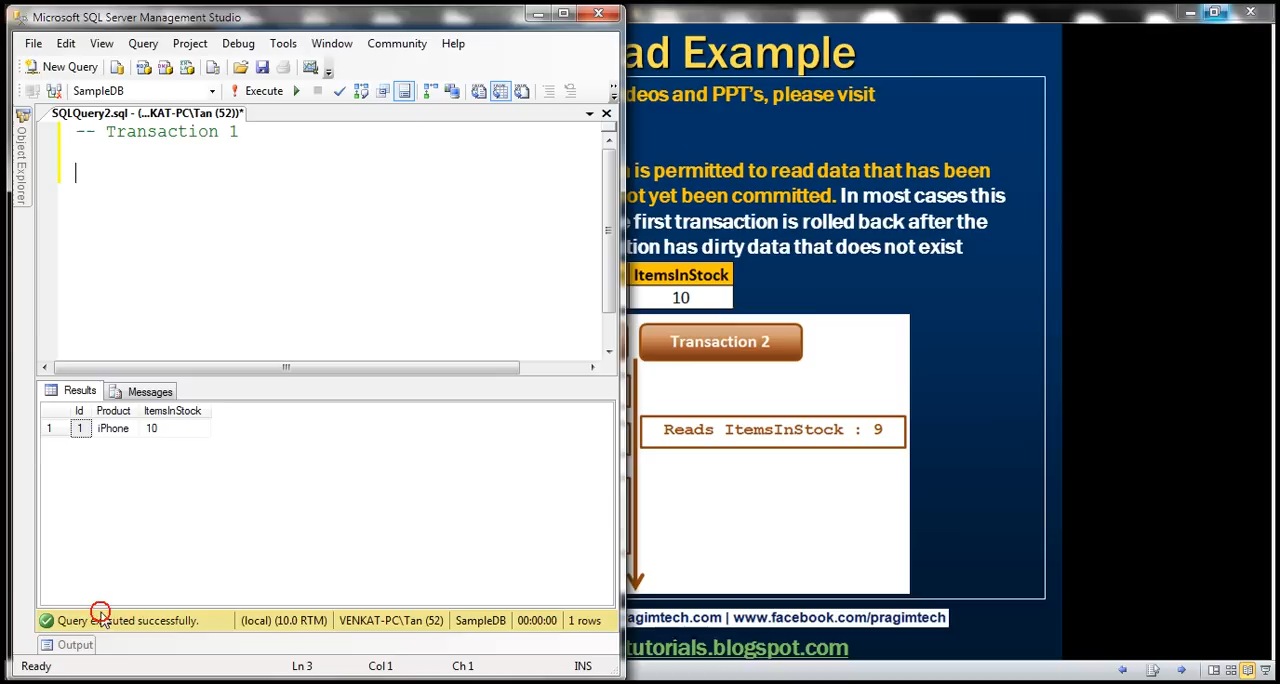 Microsoft SQL Server Management Studio
File Edit View Query Project Debug Tools Window Community Help
New Query
SampleDB Execute
SQLQuery2.sql - (...KAT-PC\Tan (52))*
Object Explorer
-- Transaction 1
Results Messages
Id Product ItemsInStock
1 1 iPhone 10
Query executed successfully. (local) (10.0 RTM) VENKAT-PC\Tan (52) SampleDB 00:00:00 1 rows
Output
Ready Ln 3 Col 1 Ch 1 INS
ad Example
deos and PPT's, please visit
is permitted to read data that has been
ot yet been committed. In most cases this
e first transaction is rolled back after the
tion has dirty data that does not exist
ItemsInStock
10
Transaction 2
Reads ItemsInStock : 9
ragimtech.com | www.facebook.com/pragimtech
tutorials.blogspot.com